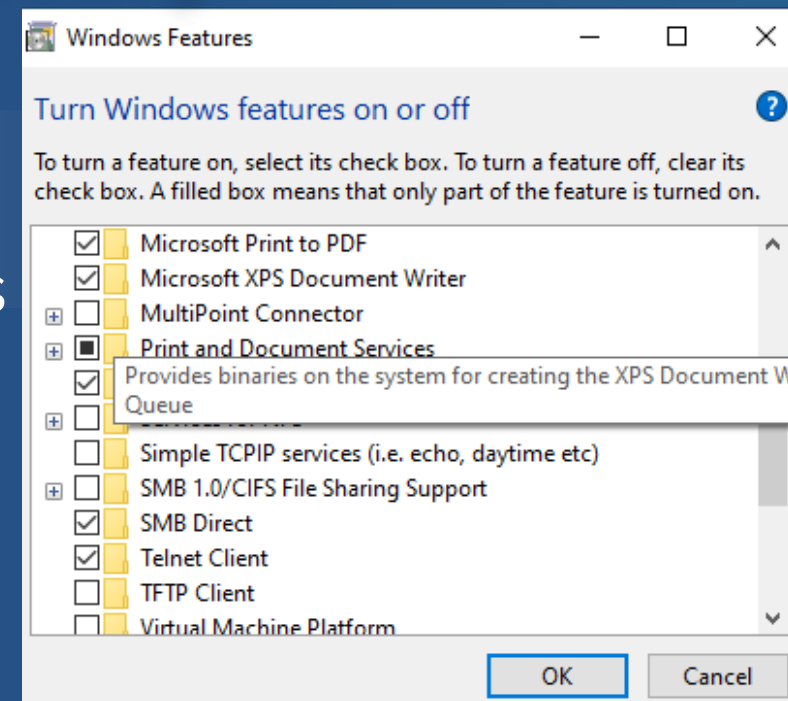 Windows Features
Turn Windows features on or off
?
To turn a feature on, select its check box. To turn a feature off, clear its
check box. A filled box means that only part of the feature is turned on.
Microsoft Print to PDF
s
Microsoft XPS Document Writer
MultiPoint Connector
Print and Document Services
Provides binaries on the system for creating the XPS Document W
Queue
Simple TCPIP services (i.e. echo, daytime etc)
SMB 1.0/CIFS File Sharing Support
SMB Direct
Telnet Client
TFTP Client
Virtual Machine Platform
OK Cancel